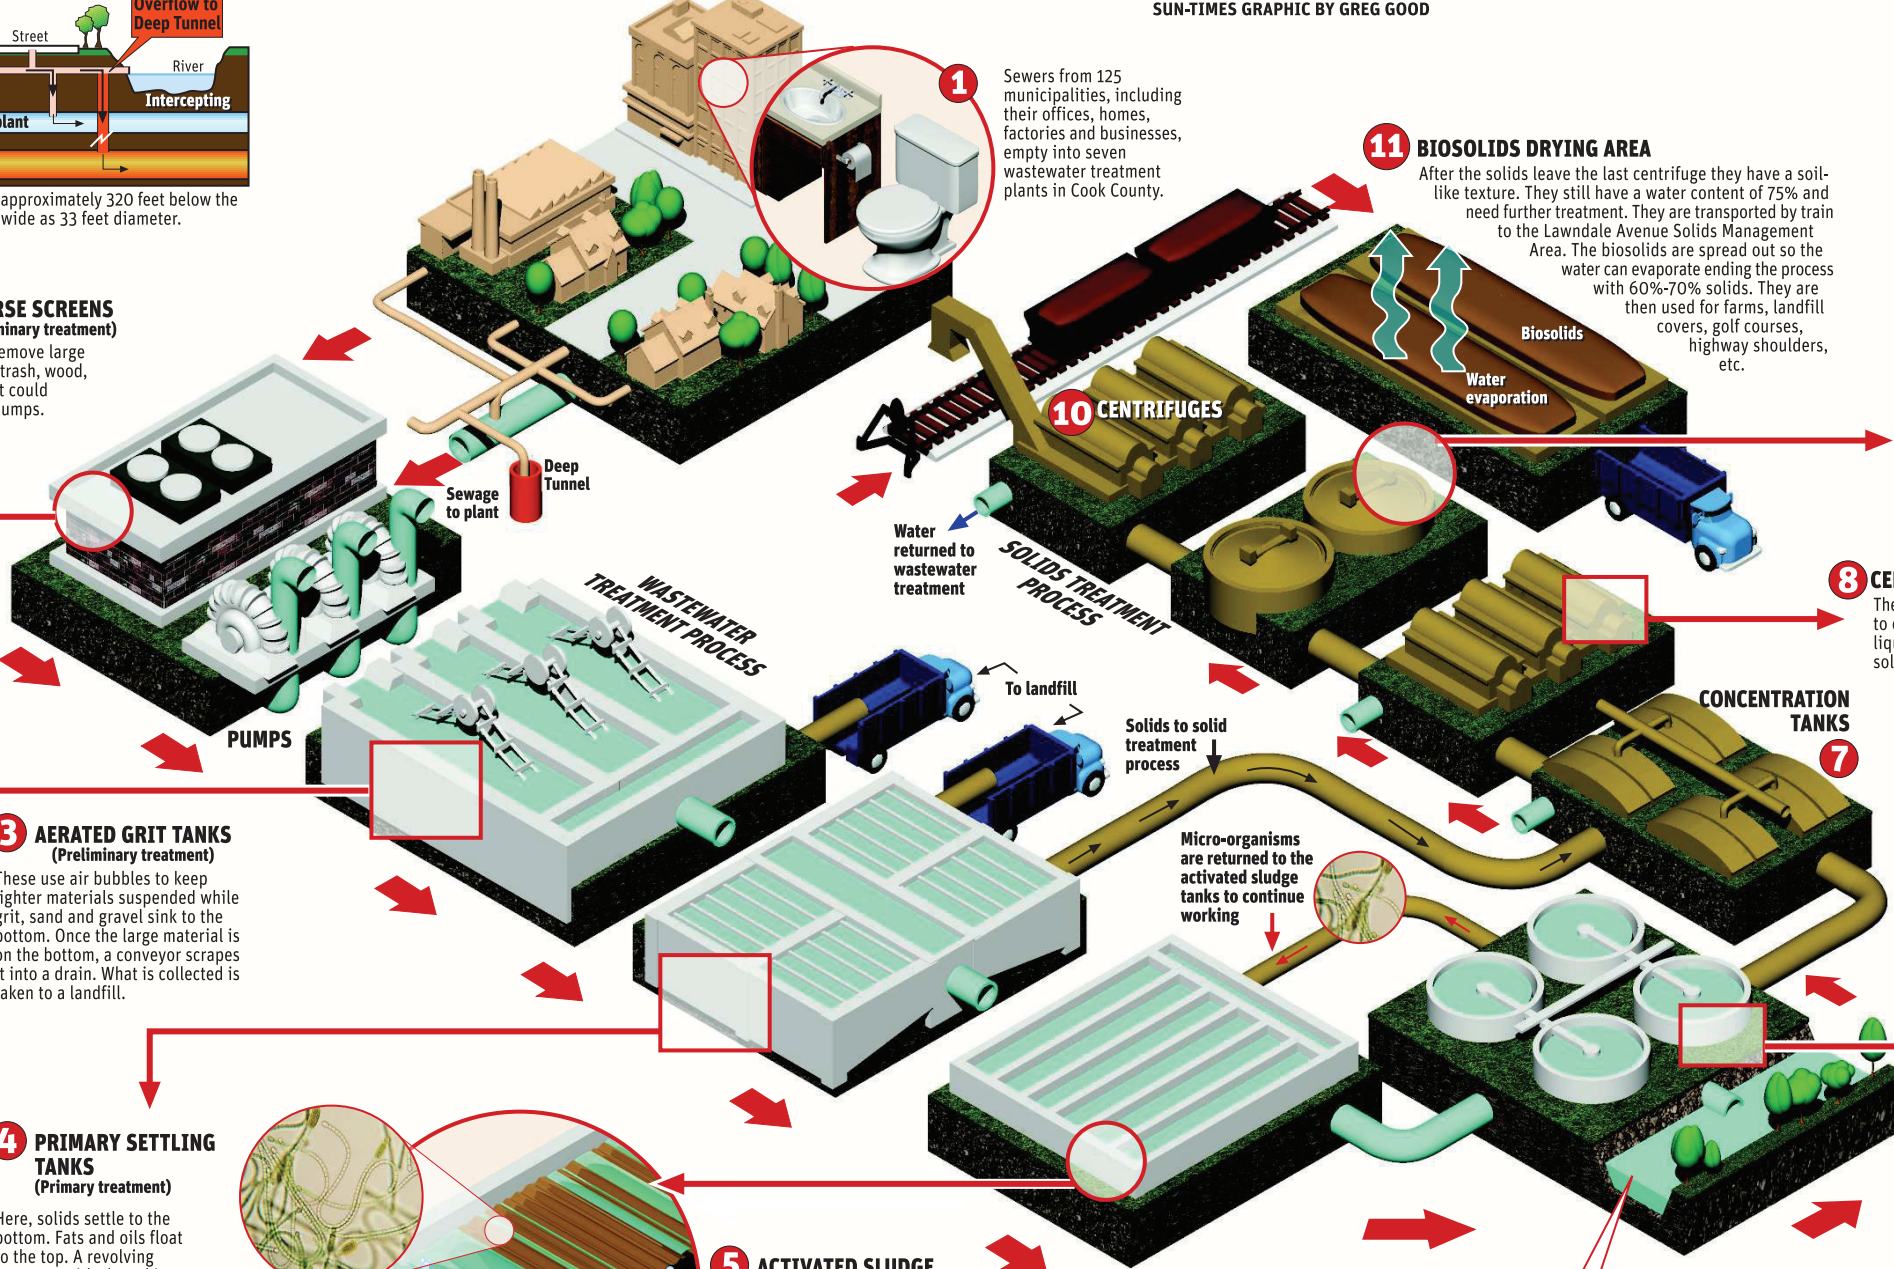 SUN-TIMES GRAPHIC BY GREG GOOD
Overflow to
Deep Tunnel
Street
River
Intercepting
plant
approximately 320 feet below the
wide as 33 feet diameter.
1
Sewers from 125
municipalities, including
their offices, homes,
factories and businesses,
empty into seven
wastewater treatment
plants in Cook County.
11 BIOSOLIDS DRYING AREA
After the solids leave the last centrifuge they have a soil-
like texture. They still have a water content of 75% and
need further treatment. They are transported by train
to the Lawndale Avenue Solids Management
Area. The biosolids are spread out so the
water can evaporate ending the process
with 60%-70% solids. They are
then used for farms, landfill
covers, golf courses,
highway shoulders,
etc.
Biosolids
Water
evaporation
RSE SCREENS
minary treatment)
emove large
trash, wood,
t could
umps.
10 CENTRIFUGES
Deep
Tunnel
Sewage
to plant
Water
returned to
wastewater
treatment
SOLIDS TREATMENT
PROCESS
WASTEWATER
TREATMENT PROCESS
8 CE
The
to
liq
sol
To landfill
CONCENTRATION
TANKS
7
Solids to solid
treatment
process
PUMPS
Micro-organisms
are returned to the
activated sludge
tanks to continue
working
3 AERATED GRIT TANKS
(Preliminary treatment)
These use air bubbles to keep
lighter materials suspended while
grit, sand and gravel sink to the
bottom. Once the large material is
on the bottom, a conveyor scrapes
it into a drain. What is collected is
taken to a landfill.
4 PRIMARY SETTLING
TANKS
(Primary treatment)
Here, solids settle to the
bottom. Fats and oils float
to the top. A revolving
5 ACTIVATED SLUDGE